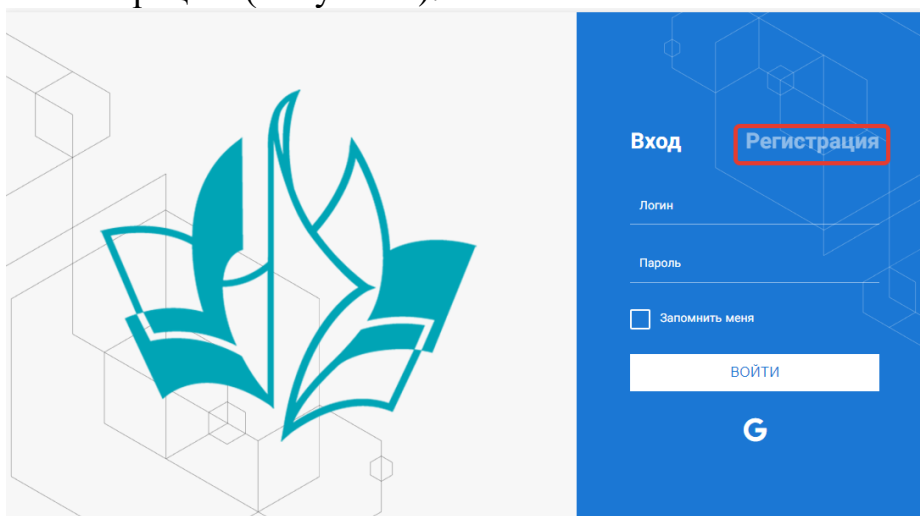 Вход Регистрация
Логин
Пароль
Запомнить меня
ВОЙТИ
G